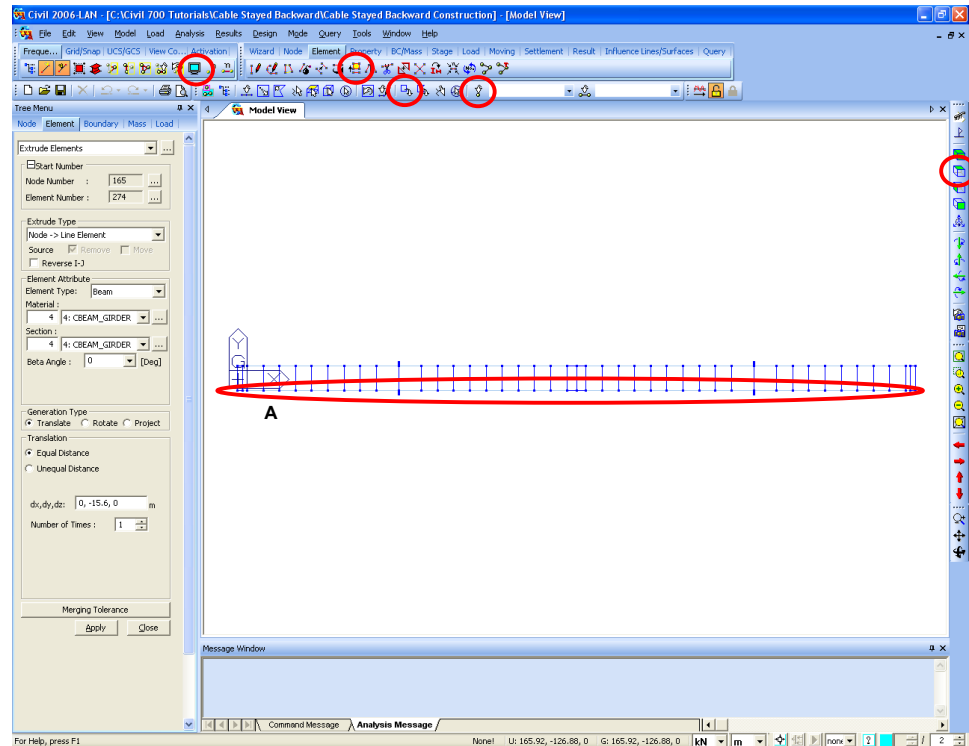 Civil 2006-LAN - [C:\Civil 700 Tutorials\Cable Stayed Backward\Cable Stayed Backward Construction] - [Model View]
File Edit View Model Load Analysis Results Design Mode Query Tools Window Help
Freque... Grid/Snap UCS/GCS View Co... Activation Wizard Node Element Property BC/Mass Stage Load Moving Settlement Result Influence Lines/Surfaces Query
Tree Menu
Model View
Node Element Boundary Mass Load
Extrude Elements
Start Number
Node Number : 165 ...
Element Number : 274 ...
Extrude Type
Node -> Line Element
Source Remove Move
Reverse I-J
Element Attribute
Element Type: Beam
Material :
4 4: CBEAM_GIRDER ...
Section :
4 4: CBEAM_GIRDER ...
Beta Angle : 0 [Deg]
Generation Type
Translate Rotate Project
Translation
Equal Distance
Unequal Distance
dx,dy,dz: 0, -15.6, 0 m
Number of Times : 1
Merging Tolerance
Apply Close
Y
G
X
A
Message Window
Command Message Analysis Message
For Help, press F1 None! U: 165.92, -126.88, 0 G: 165.92, -126.88, 0 kN m none ? / 2